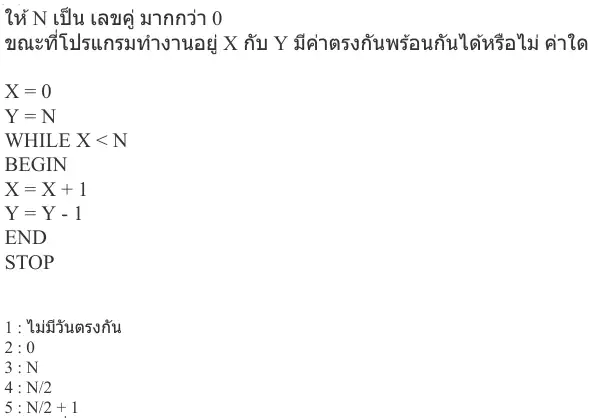 ให้ N เป็น เลขคู่ มากกว่า 0
ขณะที่โปรแกรมทำงานอยู่ X กับ Y มีค่าตรงกันพร้อมกันได้หรือไม่ ค่าใด
X = 0
Y = N
WHILE X < N
BEGIN
X = X + 1
Y = Y - 1
END
STOP
1 : ไม่มีวันตรงกัน
2 : 0
3 : N
4 : N/2
5 : N/2 + 1